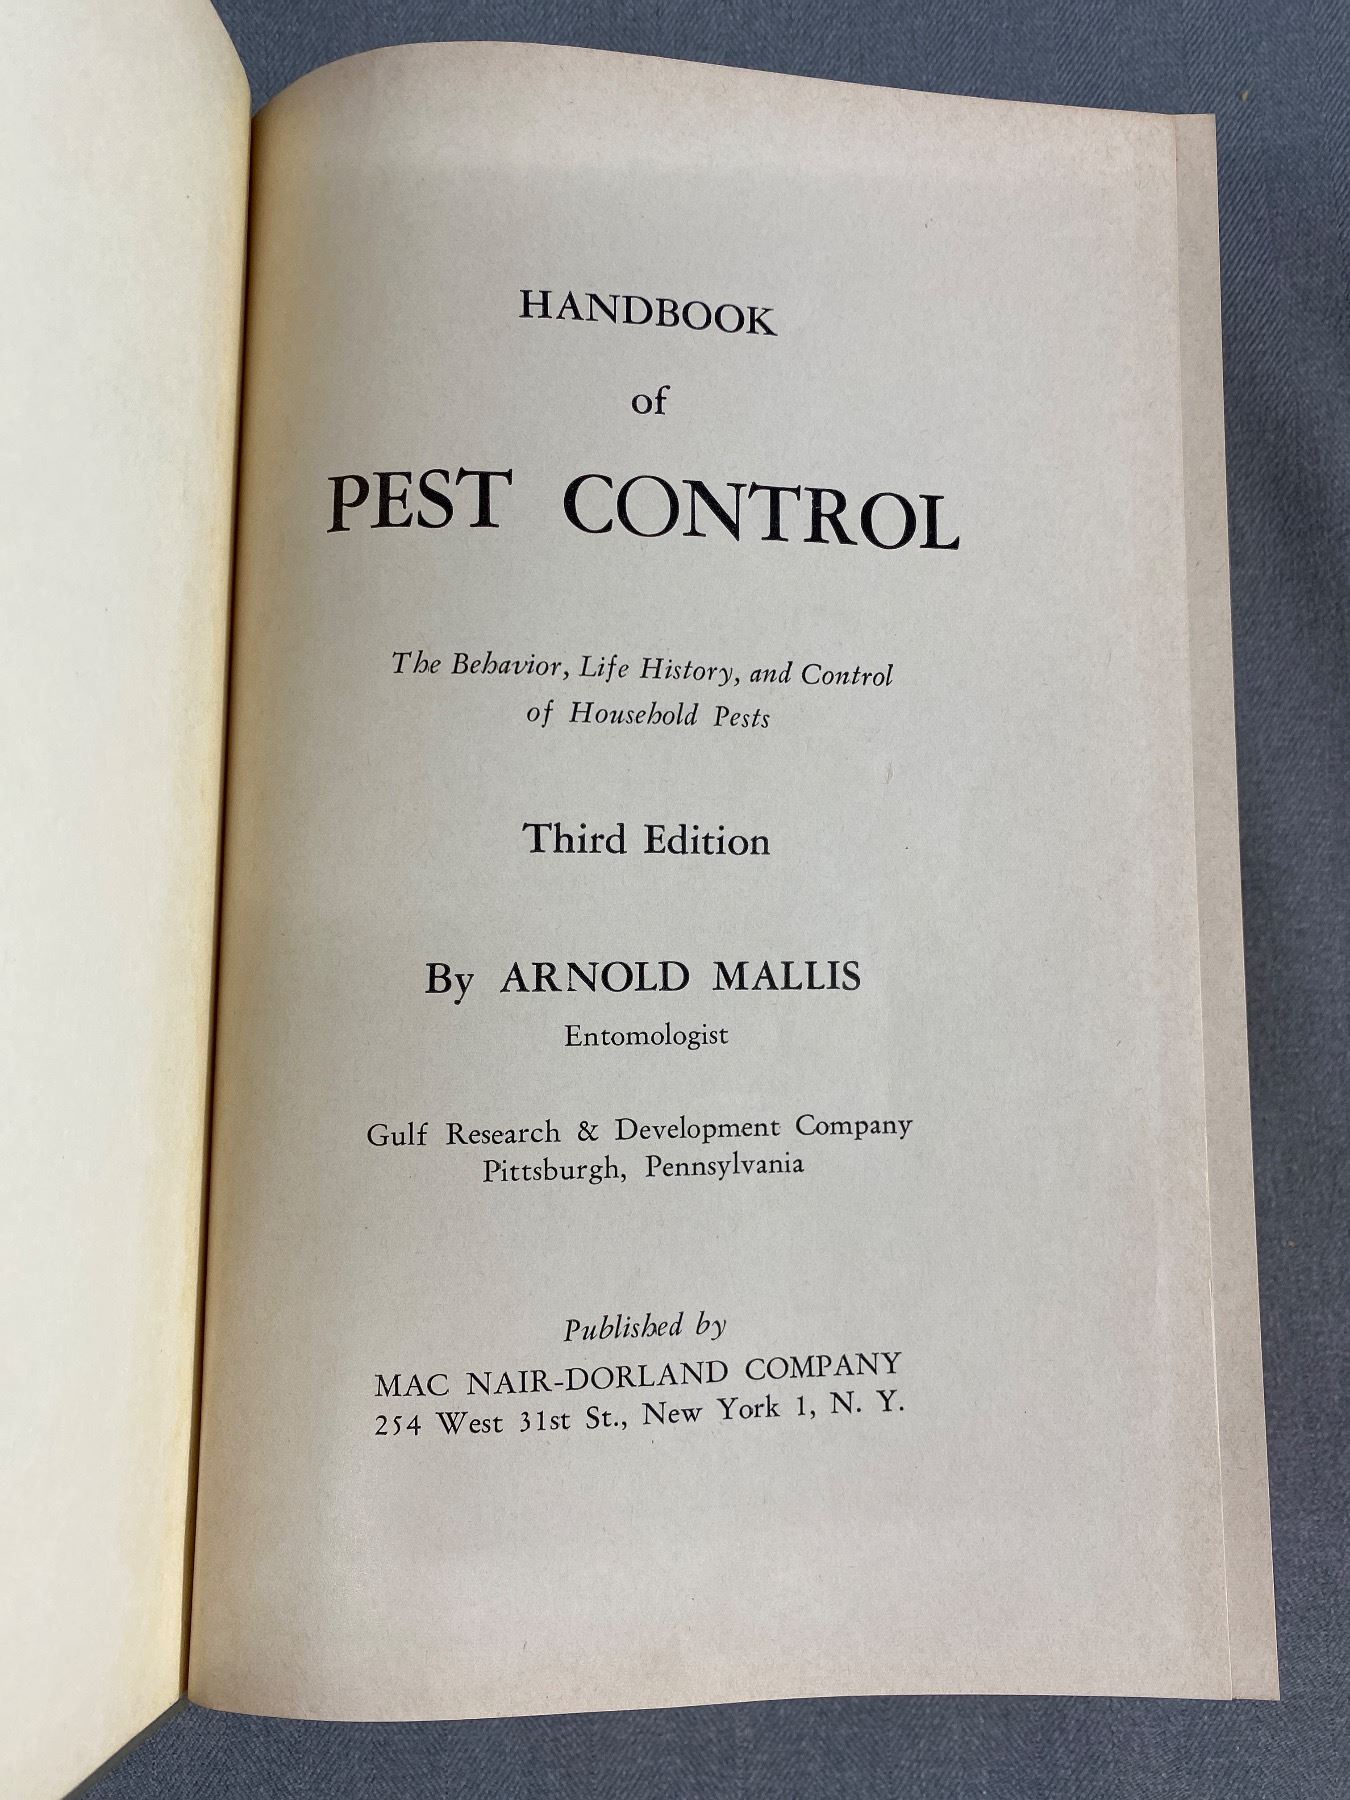 HANDBOOK
of
PEST CONTROL
The Behavior, Life History, and Control
of Household Pests
Third Edition
By ARNOLD MALLIS
Entomologist
Gulf Research & Development Company
Pittsburgh, Pennsylvania
Published by
MAC NAIR-DORLAND COMPANY
254 West 31st St., New York 1, N. Y.